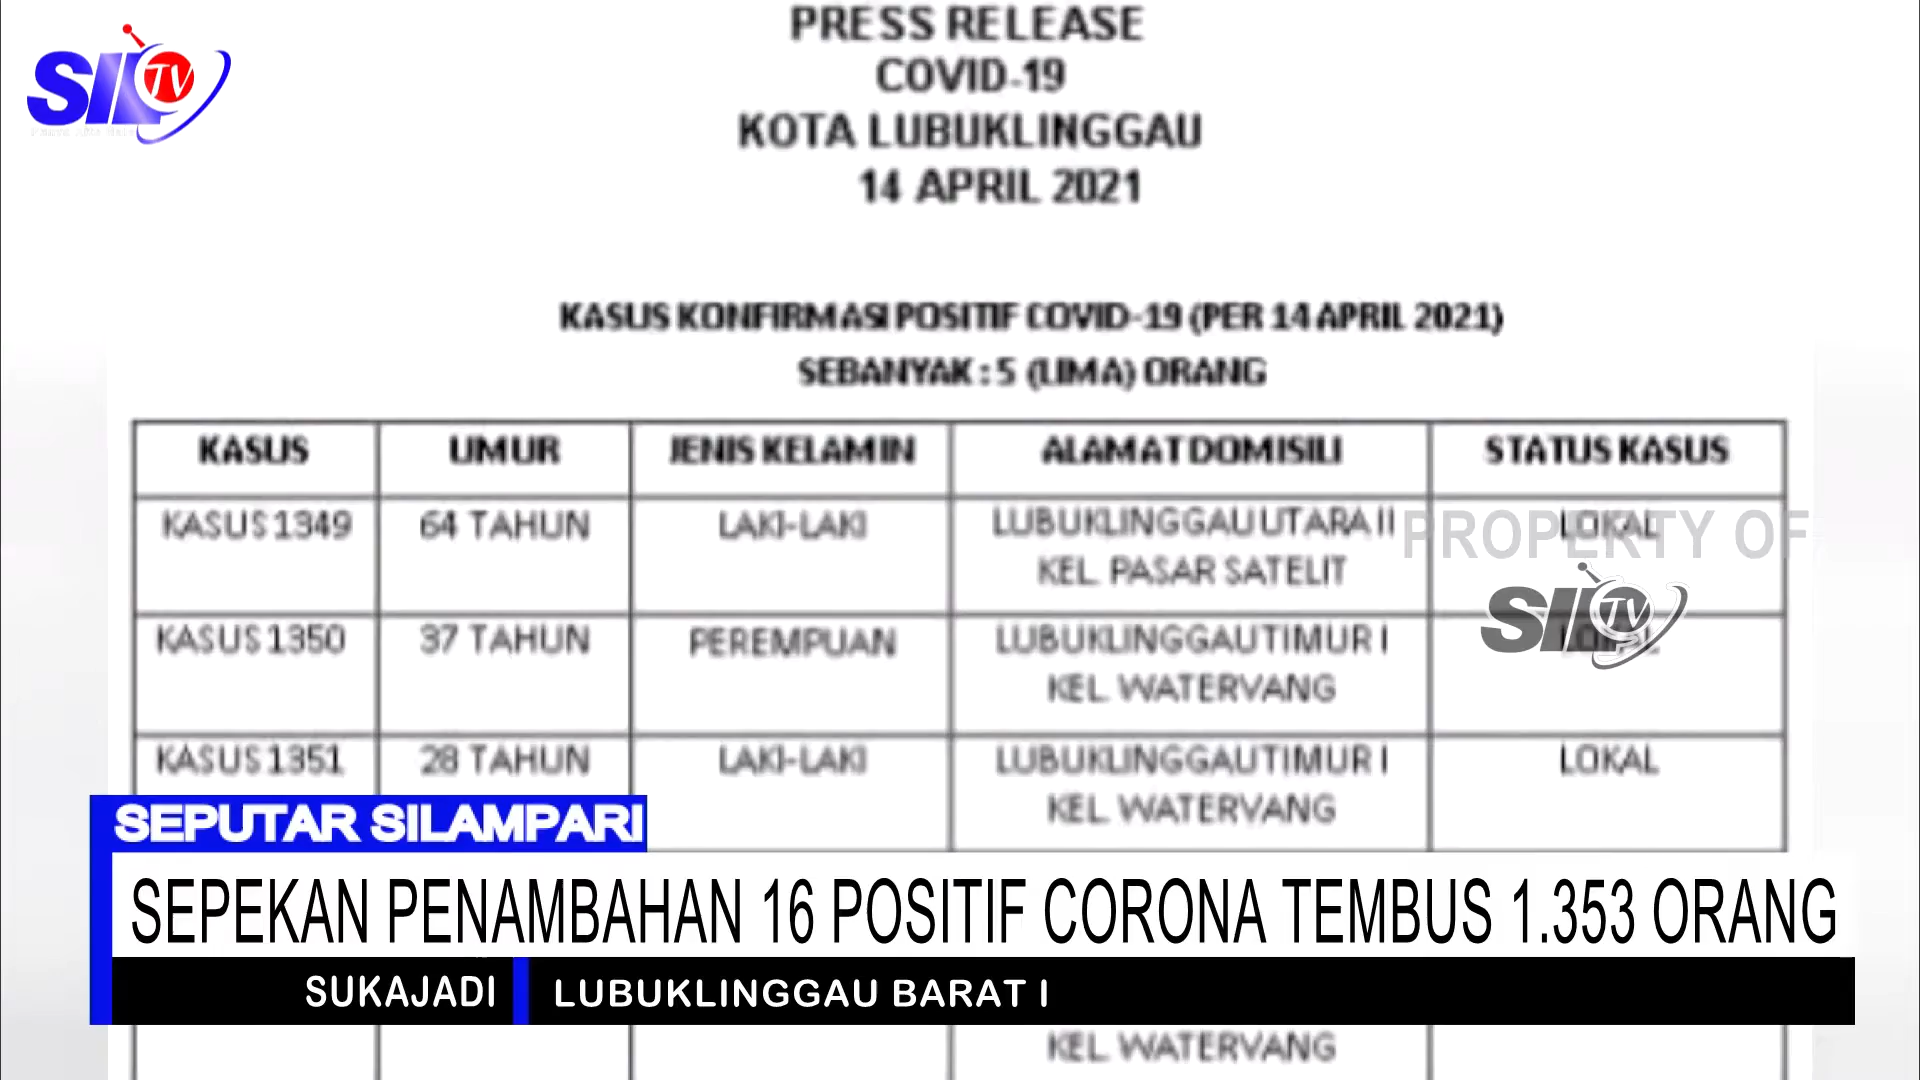 SIL TV
PRESS RELEASE
COVID-19
KOTA LUBUKLINGGAU
14 APRIL 2021
KASUS KONFIRMASI POSITIF COVID-19 (PER 14 APRIL 2021)
SEBANYAK : 5 (LIMA) ORANG
KASUS UMUR JENIS KELAMIN ALAMAT DOMISILI STATUS KASUS
KASUS 1349 64 TAHUN LAKI-LAKI LUBUKLINGGAU UTARA II LOKAL
KEL. PASAR SATELIT
PROPERTY OF
SIL TV
KASUS 1350 37 TAHUN PEREMPUAN LUBUKLINGGAU TIMUR I LOKAL
KEL. WATERVANG
KASUS 1351 28 TAHUN LAKI-LAKI LUBUKLINGGAU TIMUR I LOKAL
KEL. WATERVANG
SEPUTAR SILAMPARI
SEPEKAN PENAMBAHAN 16 POSITIF CORONA TEMBUS 1.353 ORANG
SUKAJADI LUBUKLINGGAU BARAT I
KEL. WATERVANG